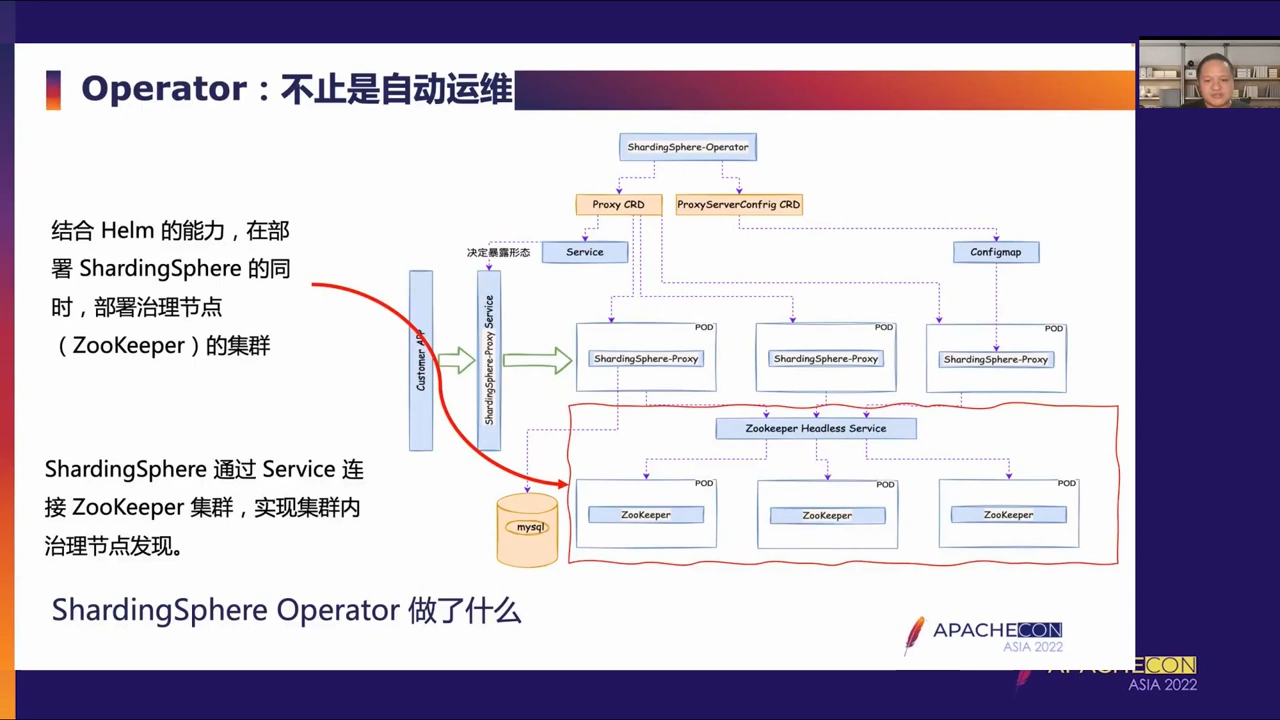 Operator：不止是自动运维
结合 Helm 的能力，在部
署 ShardingSphere 的同
时，部署治理节点
（ZooKeeper）的集群
ShardingSphere 通过 Service 连
接 ZooKeeper 集群，实现集群内
治理节点发现。
ShardingSphere Operator 做了什么
ShardingSphere-Operator
Proxy CRD
ProxyServerConfrig CRD
决定暴露形态
Service
Configmap
Customer APP
ShardingSphere-Proxy Service
POD
ShardingSphere-Proxy
POD
ShardingSphere-Proxy
POD
ShardingSphere-Proxy
Zookeeper Headless Service
mysql
POD
ZooKeeper
POD
ZooKeeper
POD
ZooKeeper
APACHECON
ASIA 2022
APACHECON
ASIA 2022